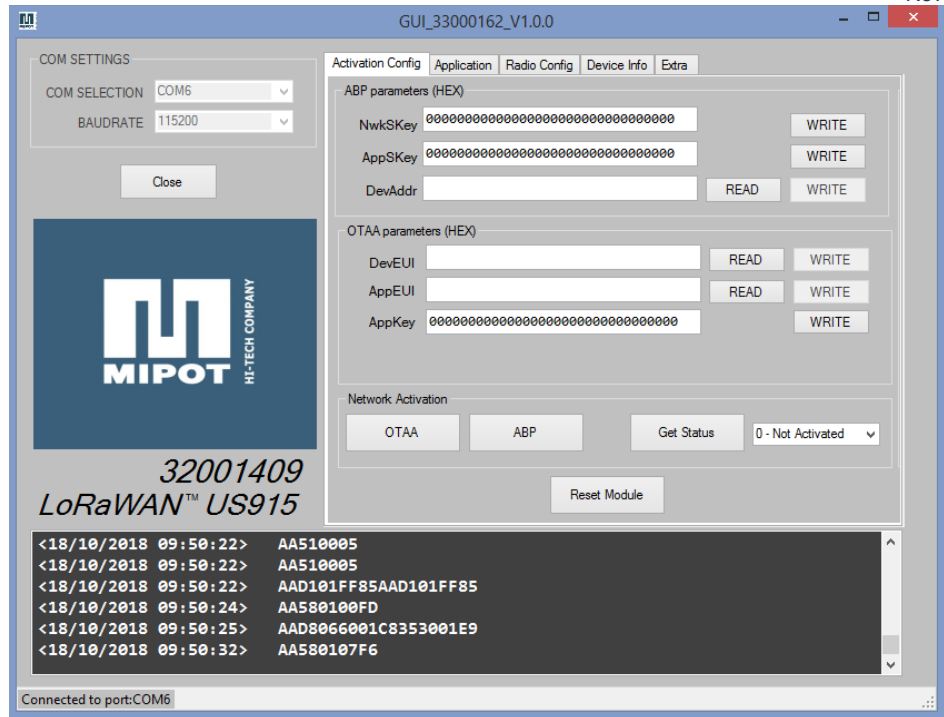 GUI_33000162_V1.0.0
COM SETTINGS
COM SELECTION COM6
BAUDRATE 115200
Close
MIPOT
HI-TECH COMPANY
32001409
LoRaWAN™ US915
Activation Config Application Radio Config Device Info Extra
ABP parameters (HEX)
NwkSKey 00000000000000000000000000000000 WRITE
AppSKey 00000000000000000000000000000000 WRITE
DevAddr READ WRITE
OTAA parameters (HEX)
DevEUI READ WRITE
AppEUI READ WRITE
AppKey 00000000000000000000000000000000 WRITE
Network Activation
OTAA ABP Get Status 0 - Not Activated
Reset Module
<18/10/2018 09:50:22> AA510005
<18/10/2018 09:50:22> AA510005
<18/10/2018 09:50:22> AAD101FF85AAD101FF85
<18/10/2018 09:50:24> AA580100FD
<18/10/2018 09:50:25> AAD8066001C8353001E9
<18/10/2018 09:50:32> AA580107F6
Connected to port:COM6